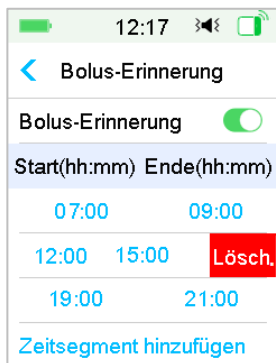 12:17
Bolus-Erinnerung
Bolus-Erinnerung
Start(hh:mm) Ende(hh:mm)
07:00 09:00
12:00 15:00 Lösch.
19:00 21:00
Zeitsegment hinzufügen